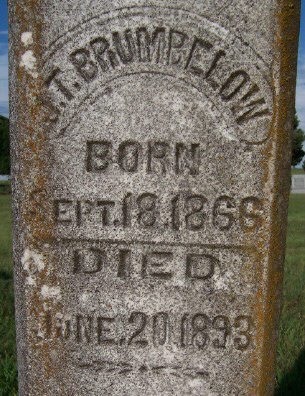 J.T. BRUMBELOW
BORN
SEPT. 18, 1866
DIED
JUNE. 20, 1893